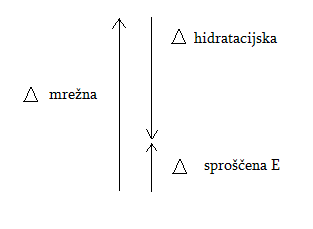 △ hidratacijska
△ mrežna
△ sproščena E